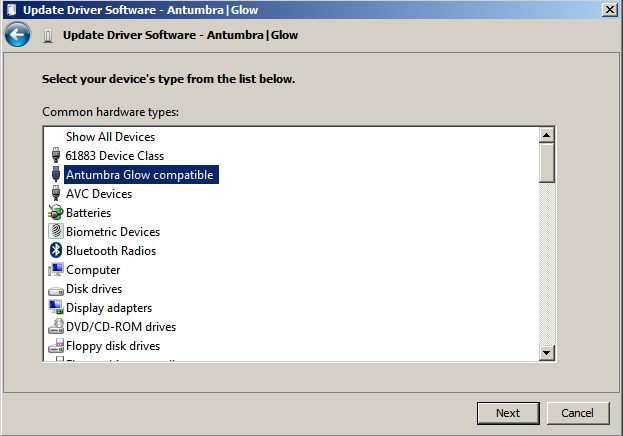 Update Driver Software - Antumbra|Glow
Update Driver Software - Antumbra|Glow
Select your device's type from the list below.
Common hardware types:
Show All Devices
61883 Device Class
Antumbra Glow compatible
AVC Devices
Batteries
Biometric Devices
Bluetooth Radios
Computer
Disk drives
Display adapters
DVD/CD-ROM drives
Floppy disk drives
Next
Cancel